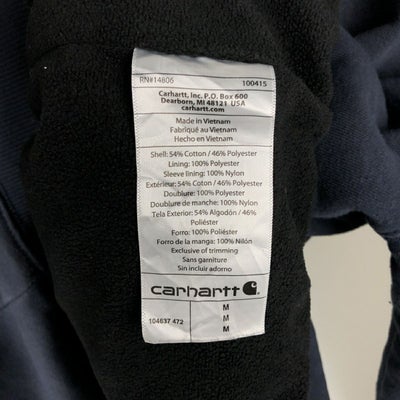 RN#14806 100415
Carhartt, Inc. P.O. Box 600
Dearborn, MI 48121 USA
carhartt.com
Made in Vietnam
Fabriqué au Vietnam
Hecho en Vietnam
Shell: 54% Cotton / 46% Polyester
Lining: 100% Polyester
Sleeve lining: 100% Nylon
Extérieur: 54% Coton / 46% Polyester
Doublure: 100% Polyester
Doublure de manche: 100% Nylon
Tela Exterior: 54% Algodón / 46%
Poliéster
Forro: 100% Poliéster
Forro de la manga: 100% Nilón
Exclusive of trimming
Sans garniture
Sin incluir adorno
carhartt
M
104637 472 M
M